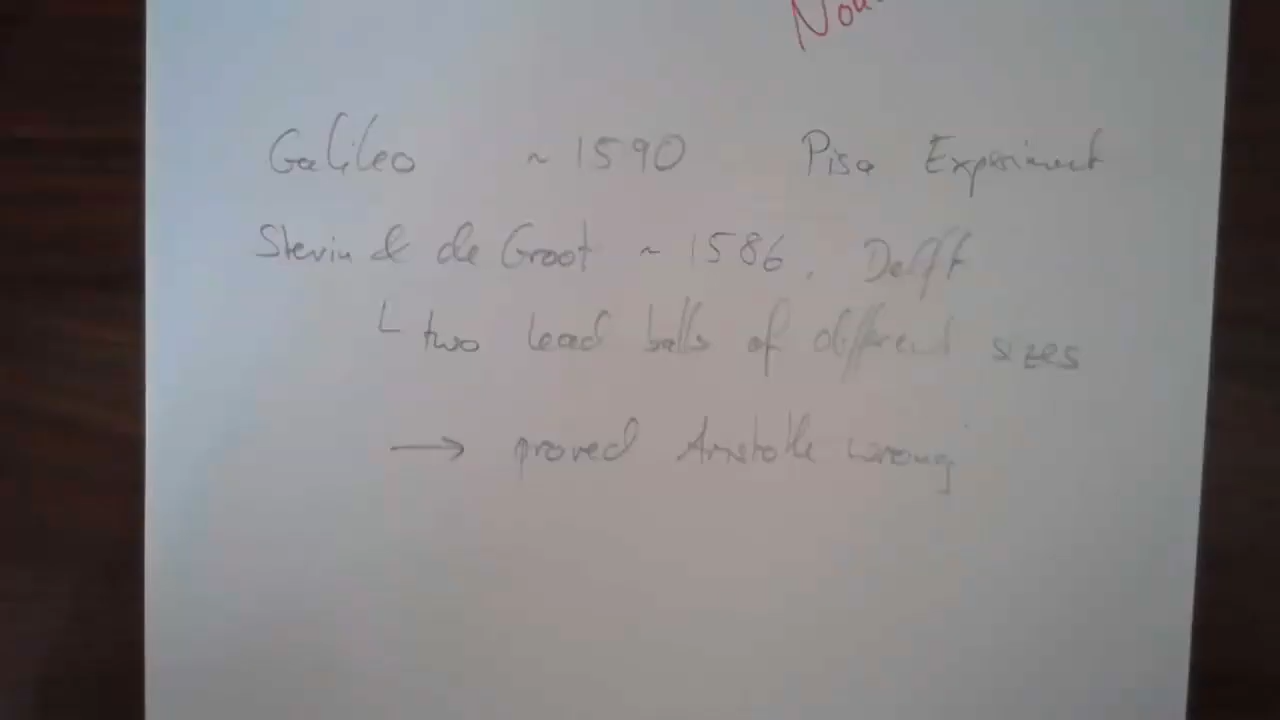 Galileo ~ 1590 Pisa Experiment
Stevin & de Groot ~ 1586, Delft
└ two lead balls of different sizes
→ proved Aristotle wrong